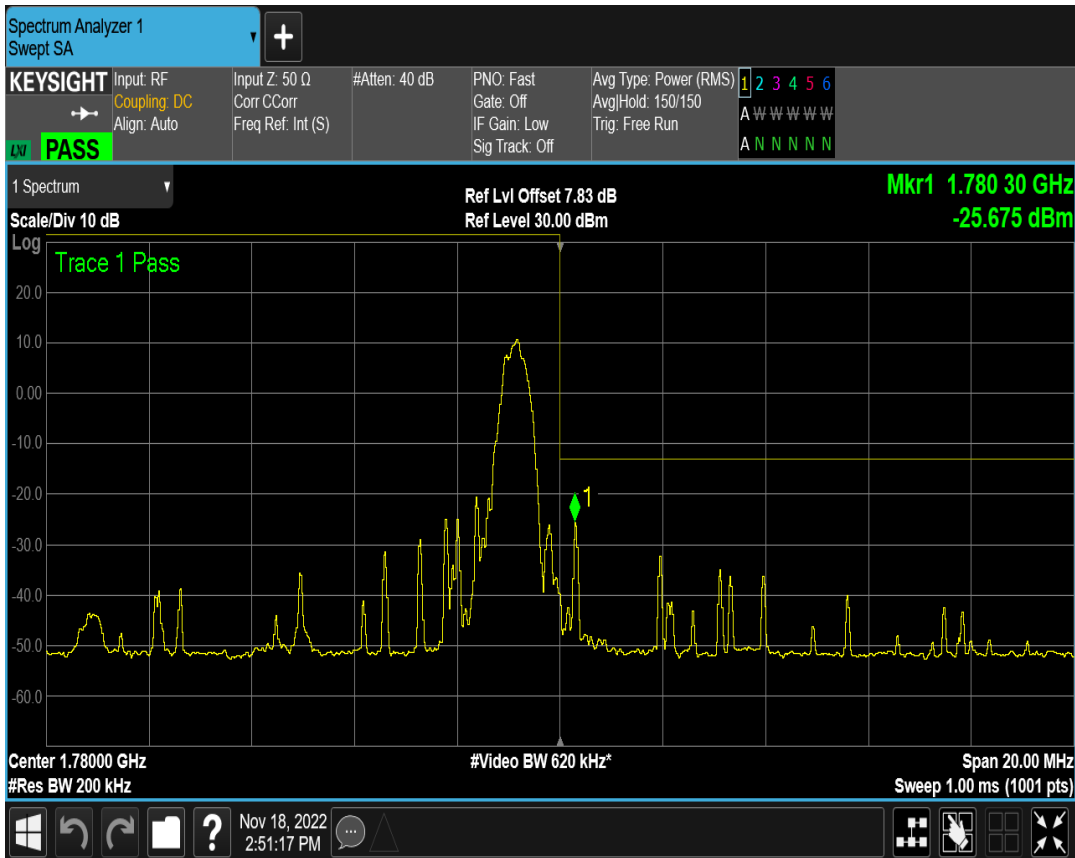 Spectrum Analyzer 1
Swept SA
+
KEYSIGHT
LXI
PASS
Input: RF
Coupling: DC
Align: Auto
Input Z: 50 Ω
Corr CCorr
Freq Ref: Int (S)
#Atten: 40 dB
PNO: Fast
Gate: Off
IF Gain: Low
Sig Track: Off
Avg Type: Power (RMS)
Avg|Hold: 150/150
Trig: Free Run
1 2 3 4 5 6
A W W W W W
A N N N N N
1 Spectrum
Scale/Div 10 dB
Ref Lvl Offset 7.83 dB
Ref Level 30.00 dBm
Mkr1 1.780 30 GHz
-25.675 dBm
Log
Trace 1 Pass
20.0
10.0
0.00
-10.0
-20.0
-30.0
-40.0
-50.0
-60.0
1
Center 1.78000 GHz
#Res BW 200 kHz
#Video BW 620 kHz*
Span 20.00 MHz
Sweep 1.00 ms (1001 pts)
?
Nov 18, 2022
2:51:17 PM